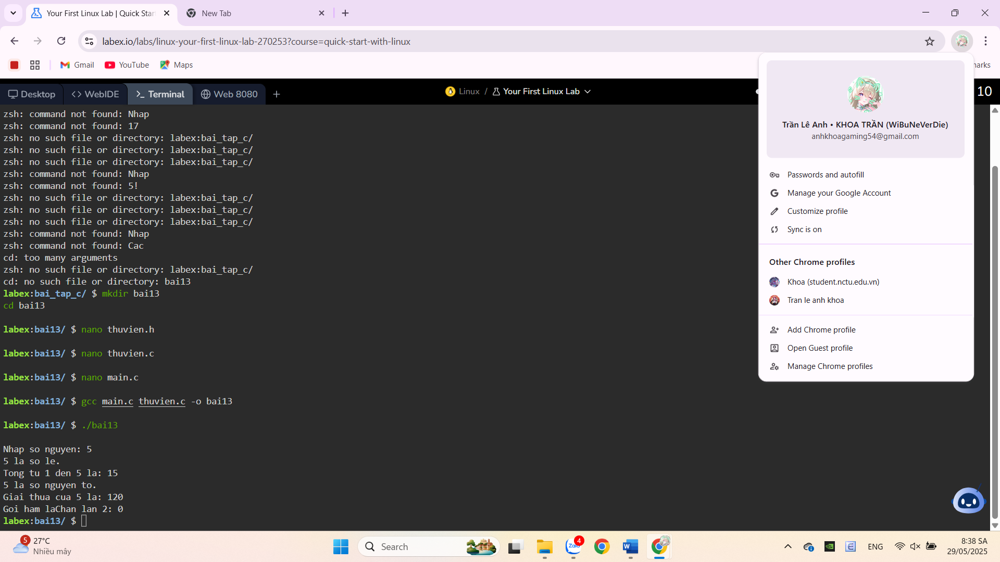 Your First Linux Lab | Quick Star
New Tab
labex.io/labs/linux-your-first-linux-lab-270253?course=quick-start-with-linux
Gmail
YouTube
Maps
Desktop
WebIDE
Terminal
Web 8080
Linux / Your First Linux Lab
10
zsh: command not found: Nhap
zsh: command not found: 17
zsh: no such file or directory: labex:bai_tap_c/
zsh: no such file or directory: labex:bai_tap_c/
zsh: no such file or directory: labex:bai_tap_c/
zsh: command not found: Nhap
zsh: command not found: 5!
zsh: no such file or directory: labex:bai_tap_c/
zsh: no such file or directory: labex:bai_tap_c/
zsh: no such file or directory: labex:bai_tap_c/
zsh: command not found: Nhap
zsh: command not found: Cac
cd: too many arguments
zsh: no such file or directory: labex:bai_tap_c/
cd: no such file or directory: bai13
labex:bai_tap_c/ $ mkdir bai13
cd bai13
labex:bai13/ $ nano thuvien.h
labex:bai13/ $ nano thuvien.c
labex:bai13/ $ nano main.c
labex:bai13/ $ gcc main.c thuvien.c -o bai13
labex:bai13/ $ ./bai13
Nhap so nguyen: 5
5 la so le.
Tong tu 1 den 5 la: 15
5 la so nguyen to.
Giai thua cua 5 la: 120
Goi ham laChan lan 2: 0
labex:bai13/ $
Trần Lê Anh • KHOA TRẦN (WiBuNeVerDie)
anhkhoagaming54@gmail.com
Passwords and autofill
Manage your Google Account
Customize profile
Sync is on
Other Chrome profiles
Khoa (student.nctu.edu.vn)
Tran le anh khoa
Add Chrome profile
Open Guest profile
Manage Chrome profiles
5
27°C
Nhiều mây
Search
Zalo
4
ENG
8:38 SA
29/05/2025